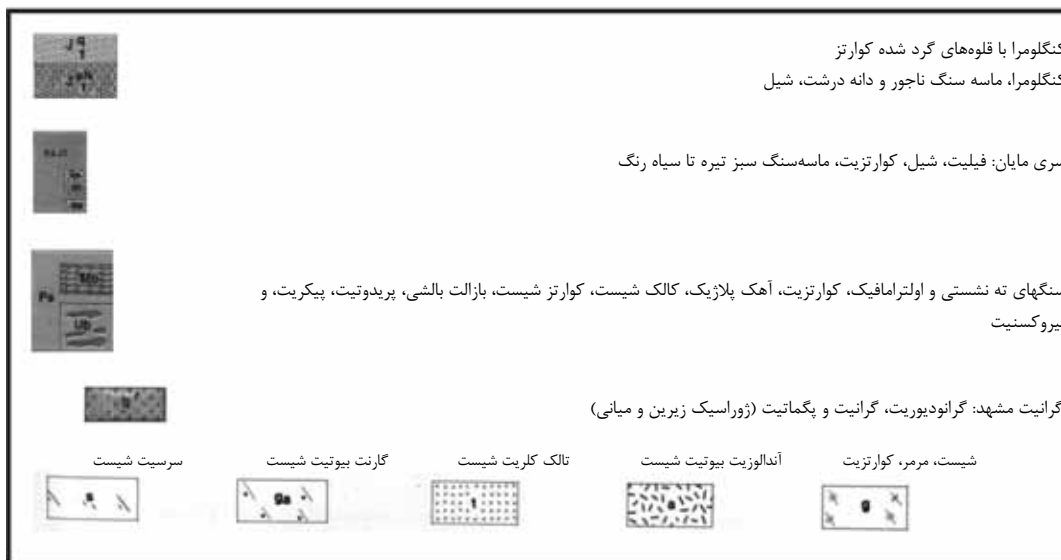 کنگلومرا با قلوه‌های گرد شده کوارتز
کنگلومرا، ماسه سنگ ناجور و دانه درشت، شیل
سری مایان: فیلیت، شیل، کوارتزیت، ماسه‌سنگ سبز تیره تا سیاه رنگ
سنگهای ته نشستی و اولترامافیک، کوارتزیت، آهک پلاژیک، کالک شیست، کوارتز شیست، بازالت بالشی، پریدوتیت، پیکریت، و
پیروکسنیت
Mb
Ps
Ub
گرانیت مشهد: گرانودیوریت، گرانیت و پگماتیت (ژوراسیک زیرین و میانی)
شیست، مرمر، کوارتزیت آندالوزیت بیوتیت شیست تالک کلریت شیست گارنت بیوتیت شیست سرسیت شیست
g a t ga s